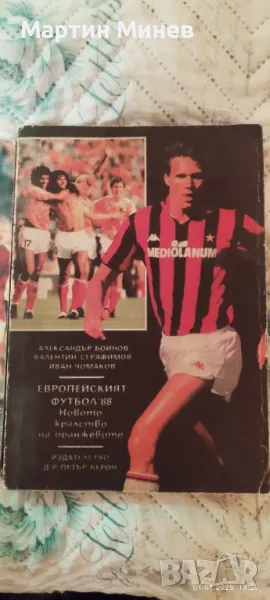 Мартин Минев
MEDIOLANUM
АЛЕКСАНДЪР БОЙНОВ
ВАЛЕНТИН СЕРАФИМОВ
ИВАН ЧОМАКОВ
ЕВРОПЕЙСКИЯТ
ФУТБОЛ '88
Новото
кралство
на оранжевите
ИЗДАТЕЛСТВО
Д-Р ПЕТЪР БЕРОН
bazar